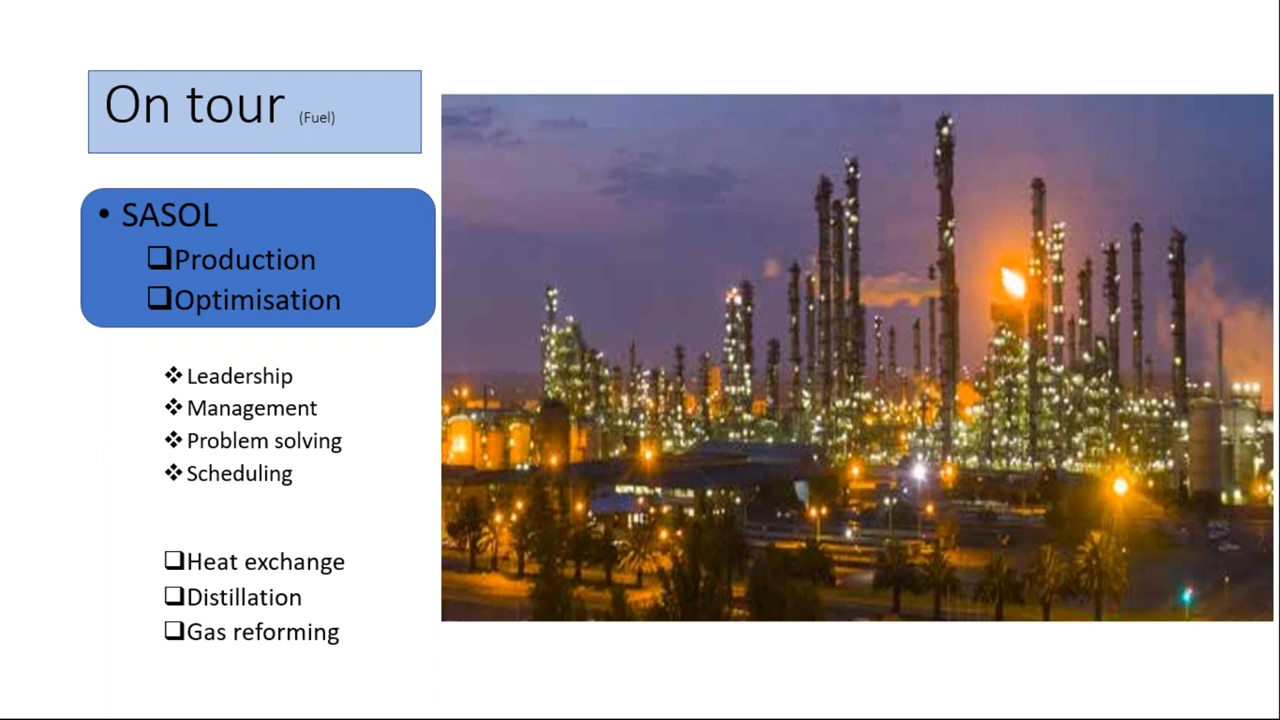 On tour (Fuel)
• SASOL
❑Production
❑Optimisation
❖Leadership
❖Management
❖Problem solving
❖Scheduling
❑Heat exchange
❑Distillation
❑Gas reforming